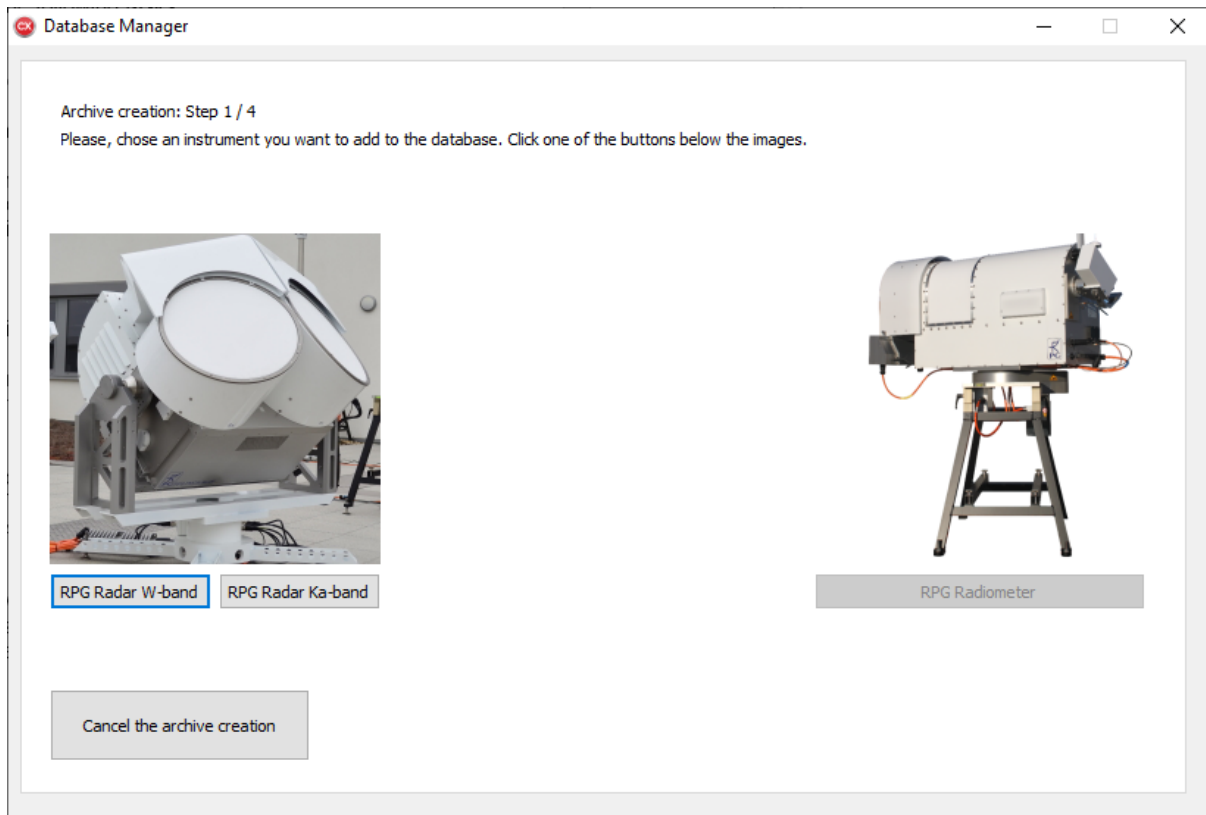 Database Manager
Archive creation: Step 1 / 4
Please, chose an instrument you want to add to the database. Click one of the buttons below the images.
RPG Radar W-band
RPG Radar Ka-band
RPG Radiometer
Cancel the archive creation